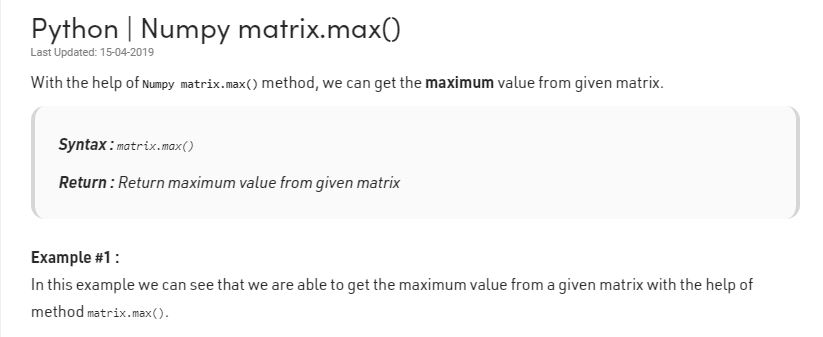 Python | Numpy matrix.max()
Last Updated: 15-04-2019
With the help of Numpy matrix.max() method, we can get the maximum value from given matrix.
Syntax : matrix.max()
Return : Return maximum value from given matrix
Example #1 :
In this example we can see that we are able to get the maximum value from a given matrix with the help of
method matrix.max().